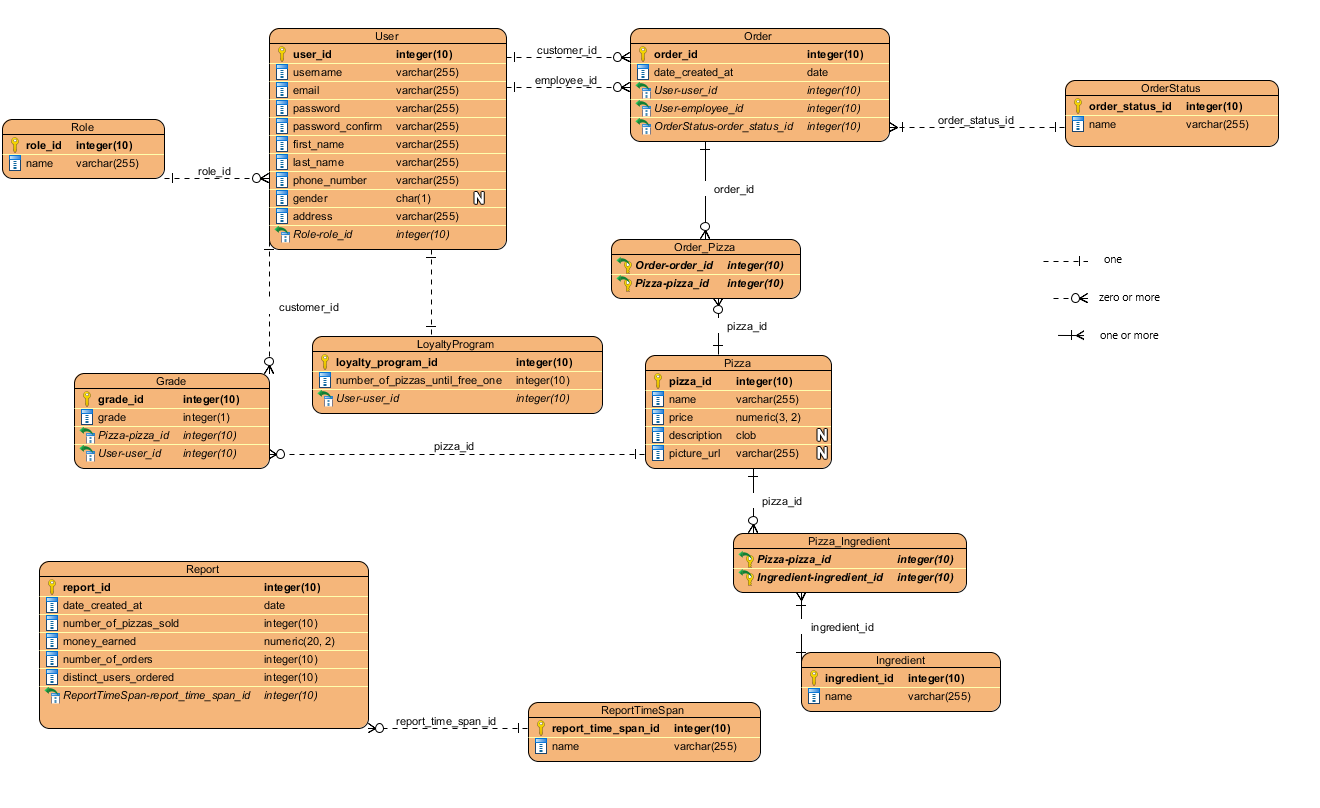 User
user_id integer(10)
username varchar(255)
email varchar(255)
password varchar(255)
password_confirm varchar(255)
first_name varchar(255)
last_name varchar(255)
phone_number varchar(255)
gender char(1) N
address varchar(255)
Role-role_id integer(10)
customer_id
employee_id
Order
order_id integer(10)
date_created_at date
User-user_id integer(10)
User-employee_id integer(10)
OrderStatus-order_status_id integer(10)
order_status_id
OrderStatus
order_status_id integer(10)
name varchar(255)
Role
role_id integer(10)
name varchar(255)
role_id
order_id
Order_Pizza
Order-order_id integer(10)
Pizza-pizza_id integer(10)
one
zero or more
one or more
customer_id
pizza_id
LoyaltyProgram
loyalty_program_id integer(10)
number_of_pizzas_until_free_one integer(10)
User-user_id integer(10)
Pizza
pizza_id integer(10)
name varchar(255)
price numeric(3, 2)
description clob N
picture_url varchar(255) N
Grade
grade_id integer(10)
grade integer(1)
Pizza-pizza_id integer(10)
User-user_id integer(10)
pizza_id
pizza_id
Pizza_Ingredient
Pizza-pizza_id integer(10)
Ingredient-ingredient_id integer(10)
ingredient_id
Ingredient
ingredient_id integer(10)
name varchar(255)
Report
report_id integer(10)
date_created_at date
number_of_pizzas_sold integer(10)
money_earned numeric(20, 2)
number_of_orders integer(10)
distinct_users_ordered integer(10)
ReportTimeSpan-report_time_span_id integer(10)
report_time_span_id
ReportTimeSpan
report_time_span_id integer(10)
name varchar(255)